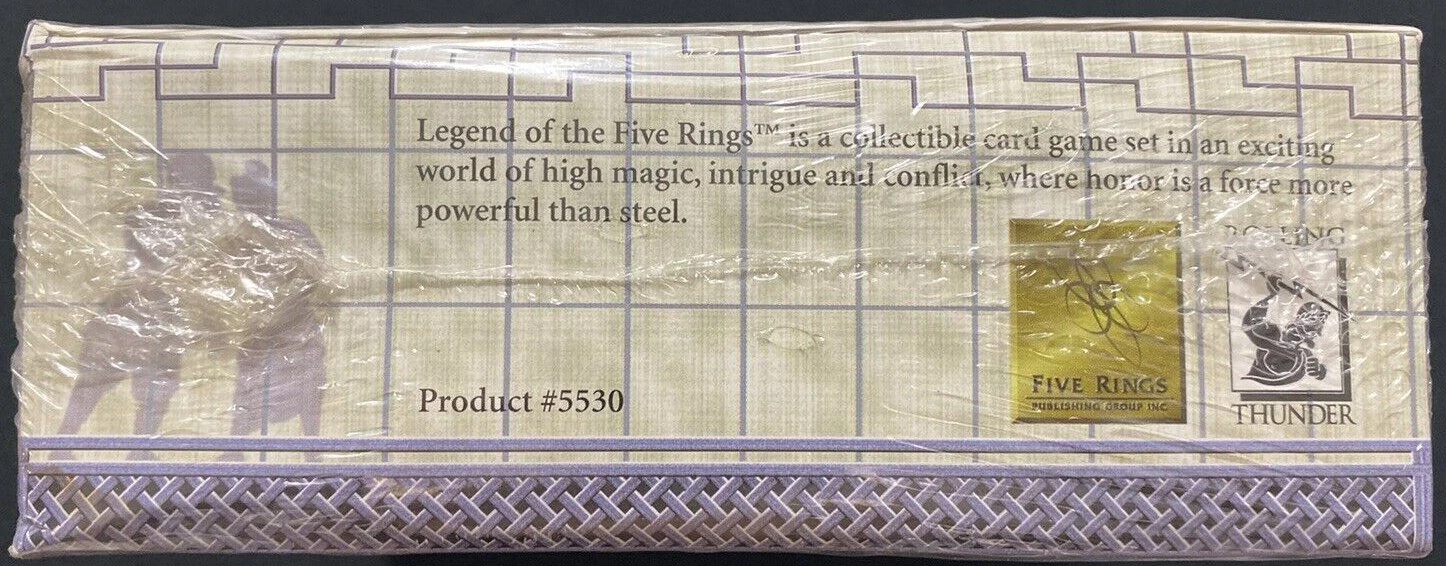 Legend of the Five Rings™ is a collectible card game set in an exciting
world of high magic, intrigue and conflict, where honor is a force more
powerful than steel.
Product #5530
FIVE RINGS
PUBLISHING GROUP INC
ROLLING
THUNDER